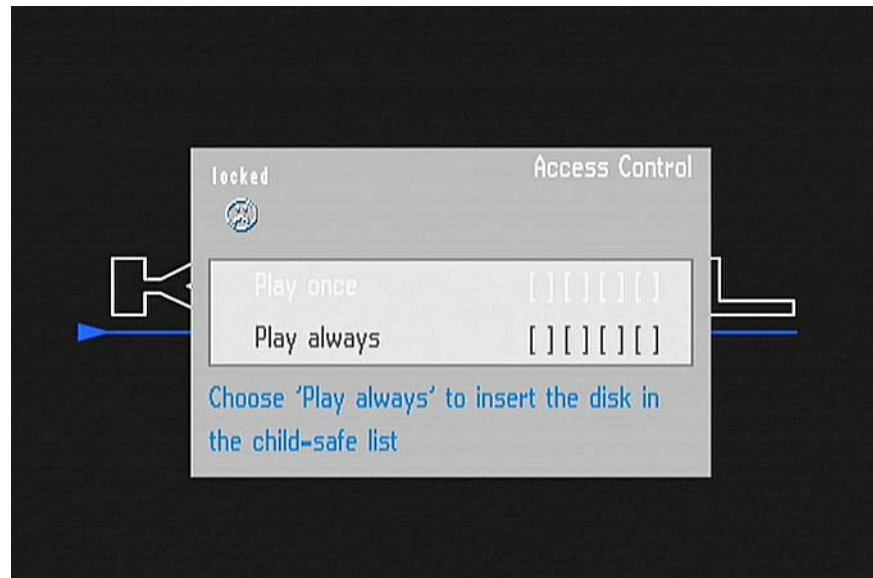 locked
Access Control
Play once [ ] [ ] [ ] [ ]
Play always [ ] [ ] [ ] [ ]
Choose 'Play always' to insert the disk in
the child-safe list